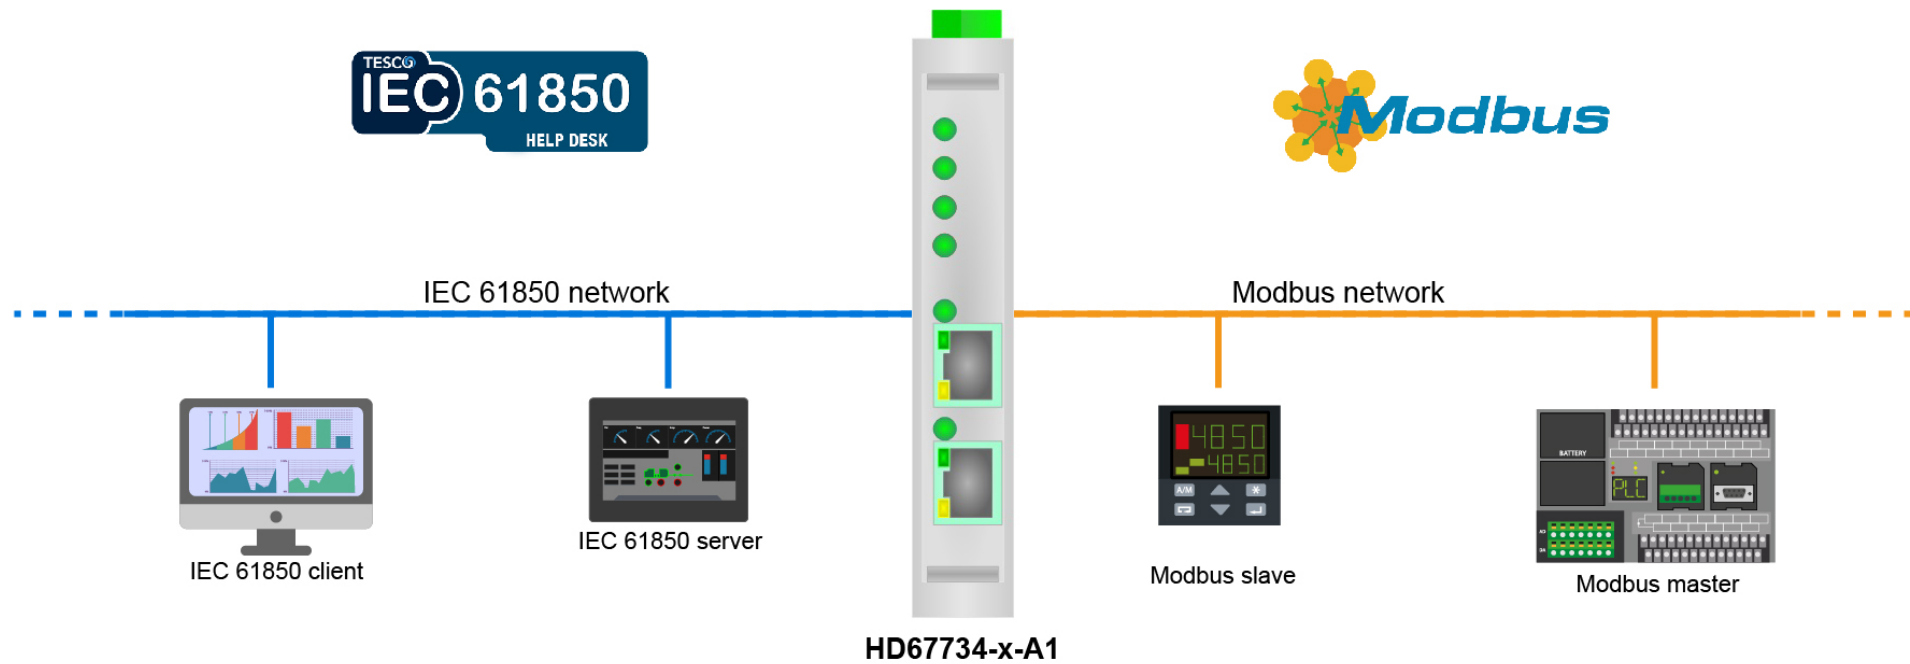 TESCO
IEC 61850
HELP DESK
Modbus
IEC 61850 network
Modbus network
4850
4850
A/M
BATTERY
PLC
IEC 61850 client
IEC 61850 server
Modbus slave
Modbus master
HD67734-x-A1